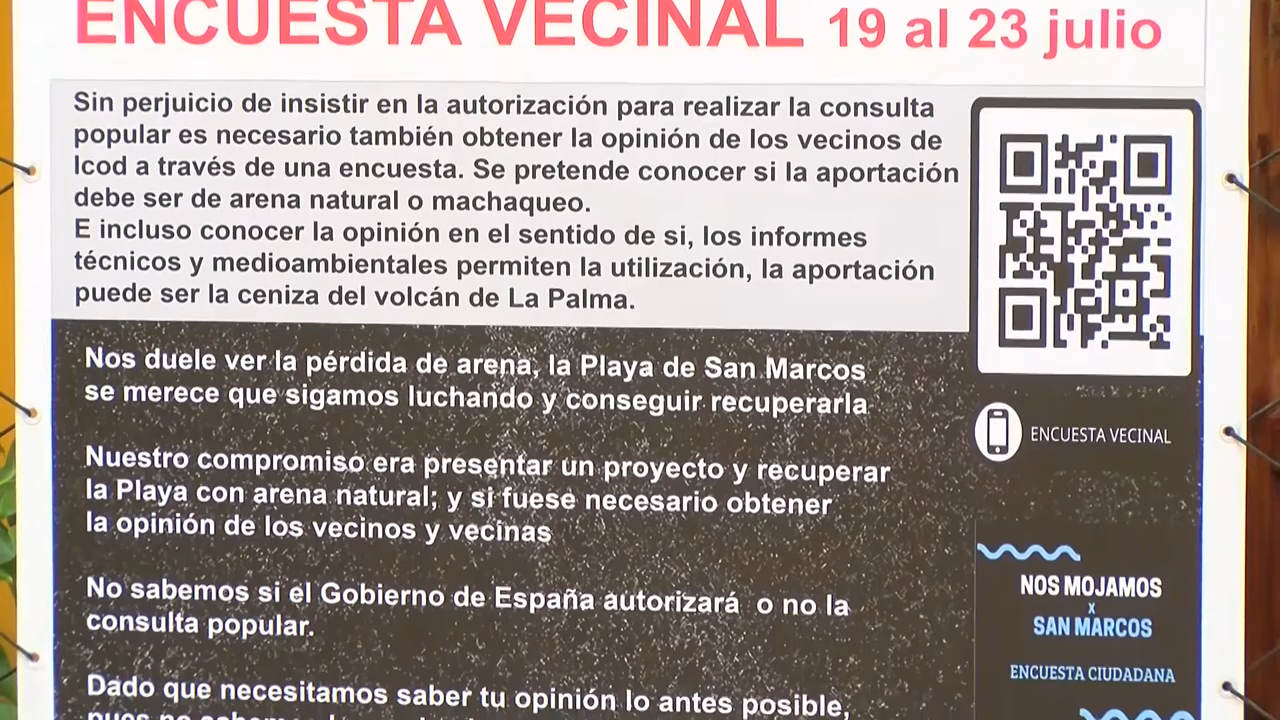 ENCUESTA VECINAL 19 al 23 julio
Sin perjuicio de insistir en la autorización para realizar la consulta
popular es necesario también obtener la opinión de los vecinos de
Icod a través de una encuesta. Se pretende conocer si la aportación
debe ser de arena natural o machaqueo.
E incluso conocer la opinión en el sentido de si, los informes
técnicos y medioambientales permiten la utilización, la aportación
puede ser la ceniza del volcán de La Palma.
Nos duele ver la pérdida de arena, la Playa de San Marcos
se merece que sigamos luchando y conseguir recuperarla
Nuestro compromiso era presentar un proyecto y recuperar
la Playa con arena natural; y si fuese necesario obtener
la opinión de los vecinos y vecinas
No sabemos si el Gobierno de España autorizará o no la
consulta popular.
Dado que necesitamos saber tu opinión lo antes posible,
ENCUESTA VECINAL
NOS MOJAMOS
x
SAN MARCOS
ENCUESTA CIUDADANA